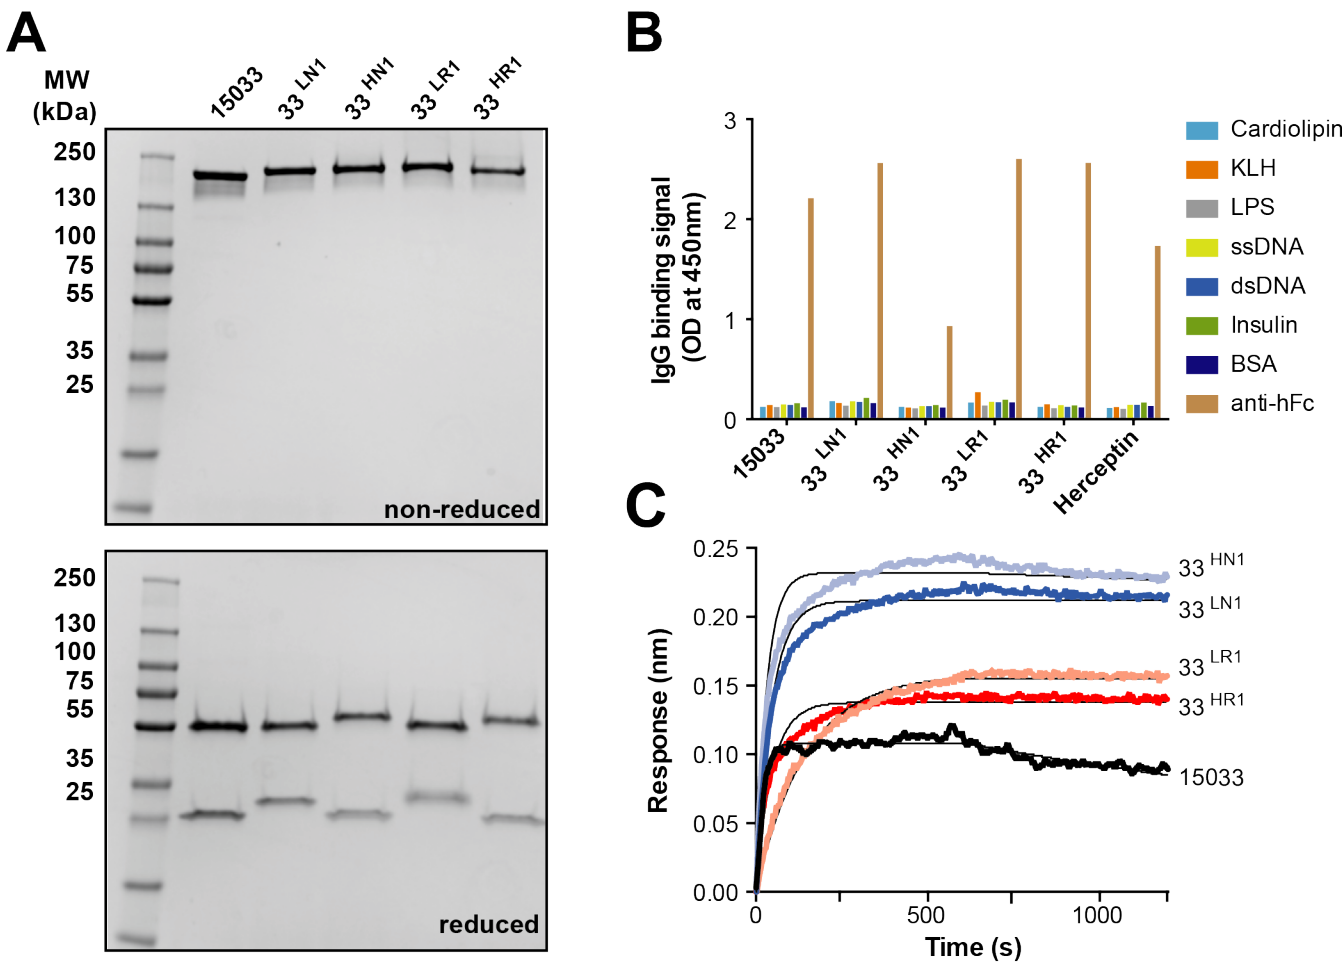 A
MW
(kDa)
15033
33 LN1
33 HN1
33 LR1
33 HR1
250
130
100
75
55
35
25
non-reduced
250
130
100
75
55
35
25
reduced
B
IgG binding signal
(OD at 450nm)
3
2
1
0
15033
33 LN1
33 HN1
33 LR1
33 HR1
Herceptin
Cardiolipin
KLH
LPS
ssDNA
dsDNA
Insulin
BSA
anti-hFc
C
Response (nm)
0.25
0.20
0.15
0.10
0.05
0.00
0
500
1000
Time (s)
33 HN1
33 LN1
33 LR1
33 HR1
15033